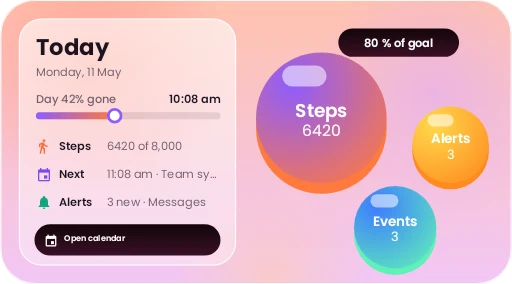 Today
Monday, 11 May
Day 42% gone 10:08 am
Steps 6420 of 8,000
Next 11:08 am · Team sy...
Alerts 3 new · Messages
Open calendar
80 % of goal
Steps
6420
Alerts
3
Events
3